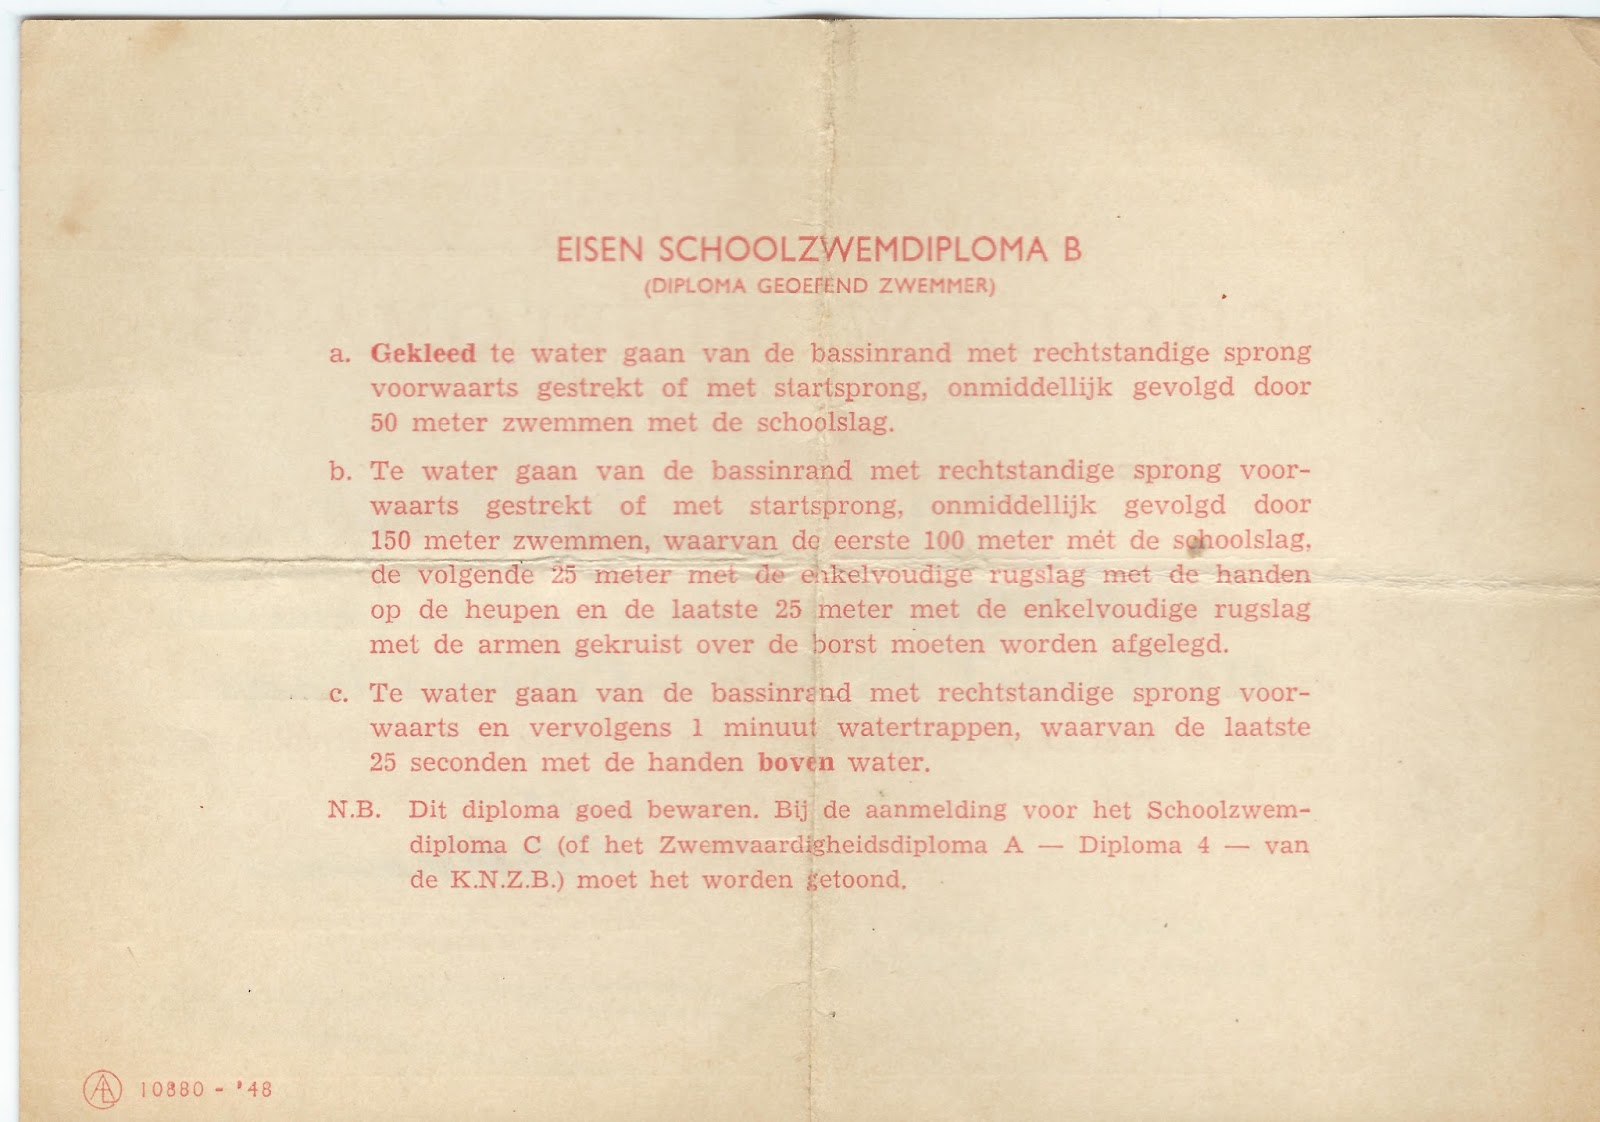 EISEN SCHOOLZWEMDIPLOMA B
(DIPLOMA GEOEFEND ZWEMMER)
a. Gekleed te water gaan van de bassinrand met rechtstandige sprong
voorwaarts gestrekt of met startsprong, onmiddellijk gevolgd door
50 meter zwemmen met de schoolslag.
b. Te water gaan van de bassinrand met rechtstandige sprong voor-
waarts gestrekt of met startsprong, onmiddellijk gevolgd door
150 meter zwemmen, waarvan de eerste 100 meter mét de schoolslag,
de volgende 25 meter met de enkelvoudige rugslag met de handen
op de heupen en de laatste 25 meter met de enkelvoudige rugslag
met de armen gekruist over de borst moeten worden afgelegd.
c. Te water gaan van de bassinrand met rechtstandige sprong voor-
waarts en vervolgens 1 minuut watertrappen, waarvan de laatste
25 seconden met de handen boven water.
N.B. Dit diploma goed bewaren. Bij de aanmelding voor het Schoolzwem-
diploma C (of het Zwemvaardigheidsdiploma A — Diploma 4 — van
de K.N.Z.B.) moet het worden getoond.
10880 - '48